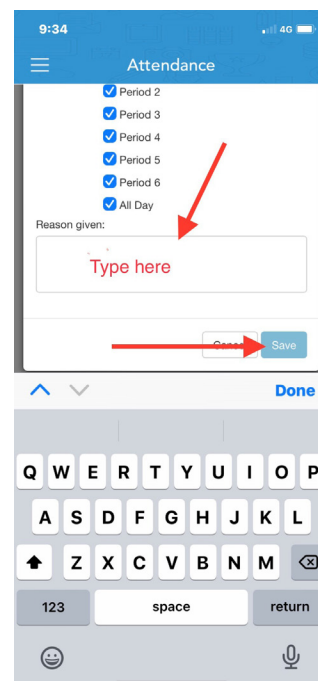 9:34
4G
Attendance
Period 2
Period 3
Period 4
Period 5
Period 6
All Day
Reason given:
Type here
Cancel
Save
Done
Q W E R T Y U I O P
A S D F G H J K L
Z X C V B N M
123 space return